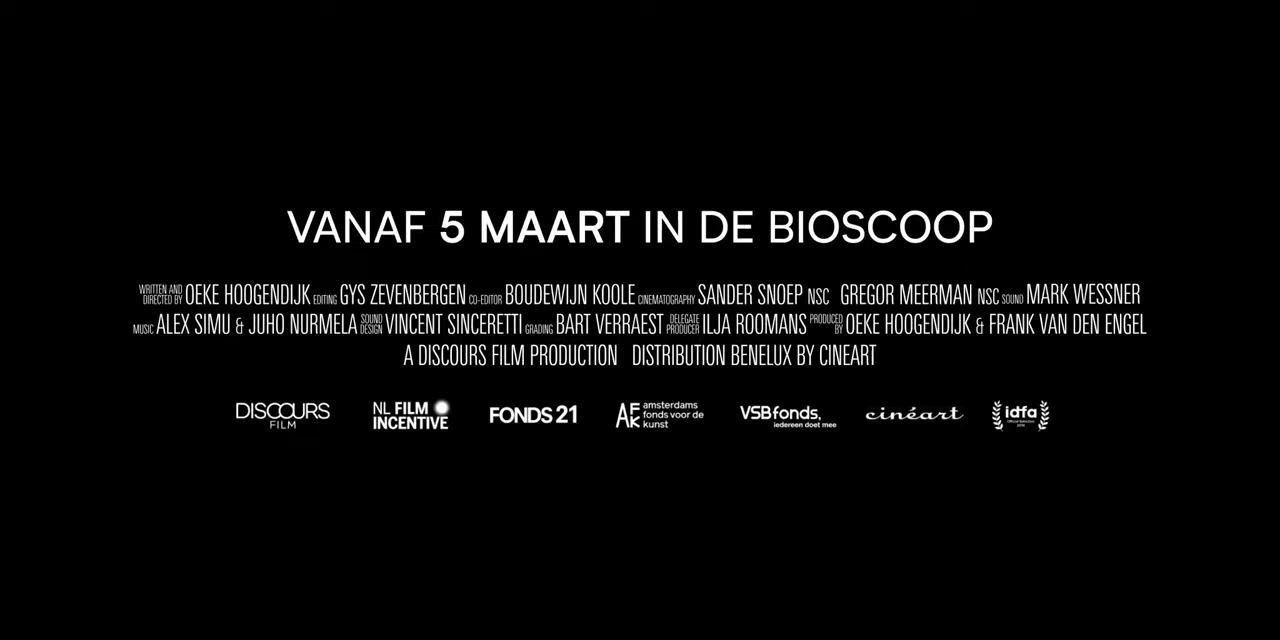 VANAF 5 MAART IN DE BIOSCOOP
WRITTEN AND DIRECTED BY OEKE HOOGENDIJK EDITING GYS ZEVENBERGEN CO-EDITOR BOUDEWIJN KOOLE CINEMATOGRAPHY SANDER SNOEP NSC GREGOR MEERMAN NSC SOUND MARK WESSNER
MUSIC ALEX SIMU & JUHO NURMELA SOUND DESIGN VINCENT SINCERETTI GRADING BART VERRAEST DELEGATE PRODUCER ILJA ROOMANS PRODUCED BY OEKE HOOGENDIJK & FRANK VAN DEN ENGEL
A DISCOURS FILM PRODUCTION DISTRIBUTION BENELUX BY CINEART
DISCOURS
FILM
NL FILM
INCENTIVE
FONDS 21
AFK
amsterdams
fonds voor de
kunst
VSBfonds,
iedereen doet mee
cinéart
idfa
Official Selection